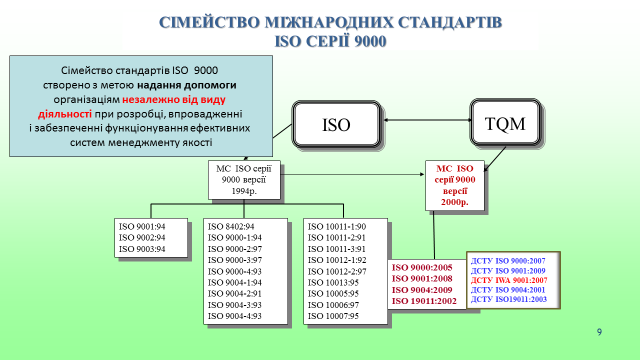 СІМЕЙСТВО МІЖНАРОДНИХ СТАНДАРТІВ
ISO СЕРІЇ 9000
Сімейство стандартів ISO 9000
створено з метою надання допомоги
організаціям незалежно від виду
діяльності при розробці, впровадженні
і забезпеченні функціонування ефективних
систем менеджменту якості
ISO
TQM
МС ISO серії
9000 версії
1994р.
МС ISO
серії 9000
версії
2000р.
ISO 9001:94
ISO 9002:94
ISO 9003:94
ISO 8402:94
ISO 9000-1:94
ISO 9000-2:97
ISO 9000-3:97
ISO 9000-4:93
ISO 9004-1:94
ISO 9004-2:91
ISO 9004-3:93
ISO 9004-4:93
ISO 10011-1:90
ISO 10011-2:91
ISO 10011-3:91
ISO 10012-1:92
ISO 10012-2:97
ISO 10013:95
ISO 10005:95
ISO 10006:97
ISO 10007:95
ISO 9000:2005
ISO 9001:2008
ISO 9004:2009
ISO 19011:2002
ДСТУ ISO 9000:2007
ДСТУ ISO 9001:2009
ДСТУ IWA 9001:2007
ДСТУ ISO 9004:2001
ДСТУ ISO19011:2003
9